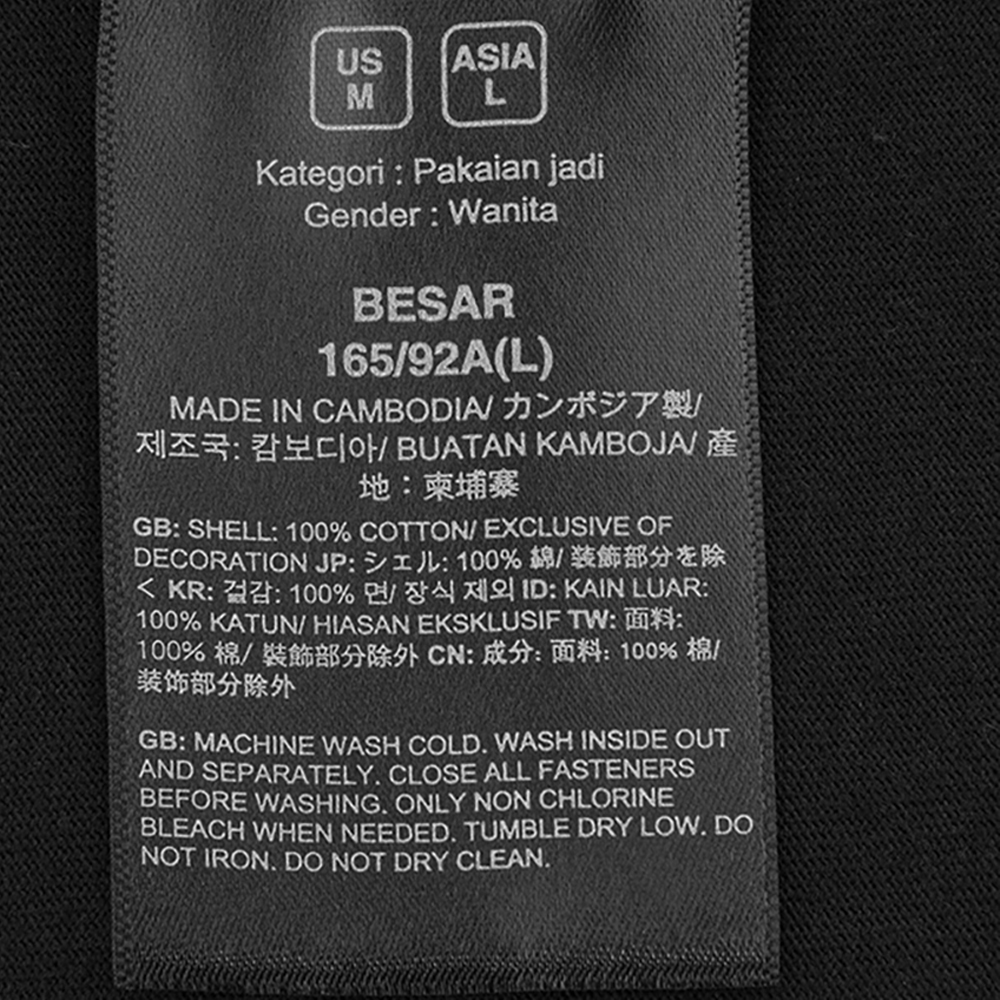 US
M
ASIA
L
Kategori : Pakaian jadi
Gender : Wanita
BESAR
165/92A(L)
MADE IN CAMBODIA/ カンボジア製/
제조국: 캄보디아/ BUATAN KAMBOJA/ 產
地：柬埔寨
GB: SHELL: 100% COTTON/ EXCLUSIVE OF
DECORATION JP: シェル: 100% 綿/ 装飾部分を除
く KR: 겉감: 100% 면/ 장식 제외 ID: KAIN LUAR:
100% KATUN/ HIASAN EKSKLUSIF TW: 面料:
100% 棉/ 裝飾部分除外 CN: 成分: 面料: 100% 棉/
装饰部分除外
GB: MACHINE WASH COLD. WASH INSIDE OUT
AND SEPARATELY. CLOSE ALL FASTENERS
BEFORE WASHING. ONLY NON CHLORINE
BLEACH WHEN NEEDED. TUMBLE DRY LOW. DO
NOT IRON. DO NOT DRY CLEAN.